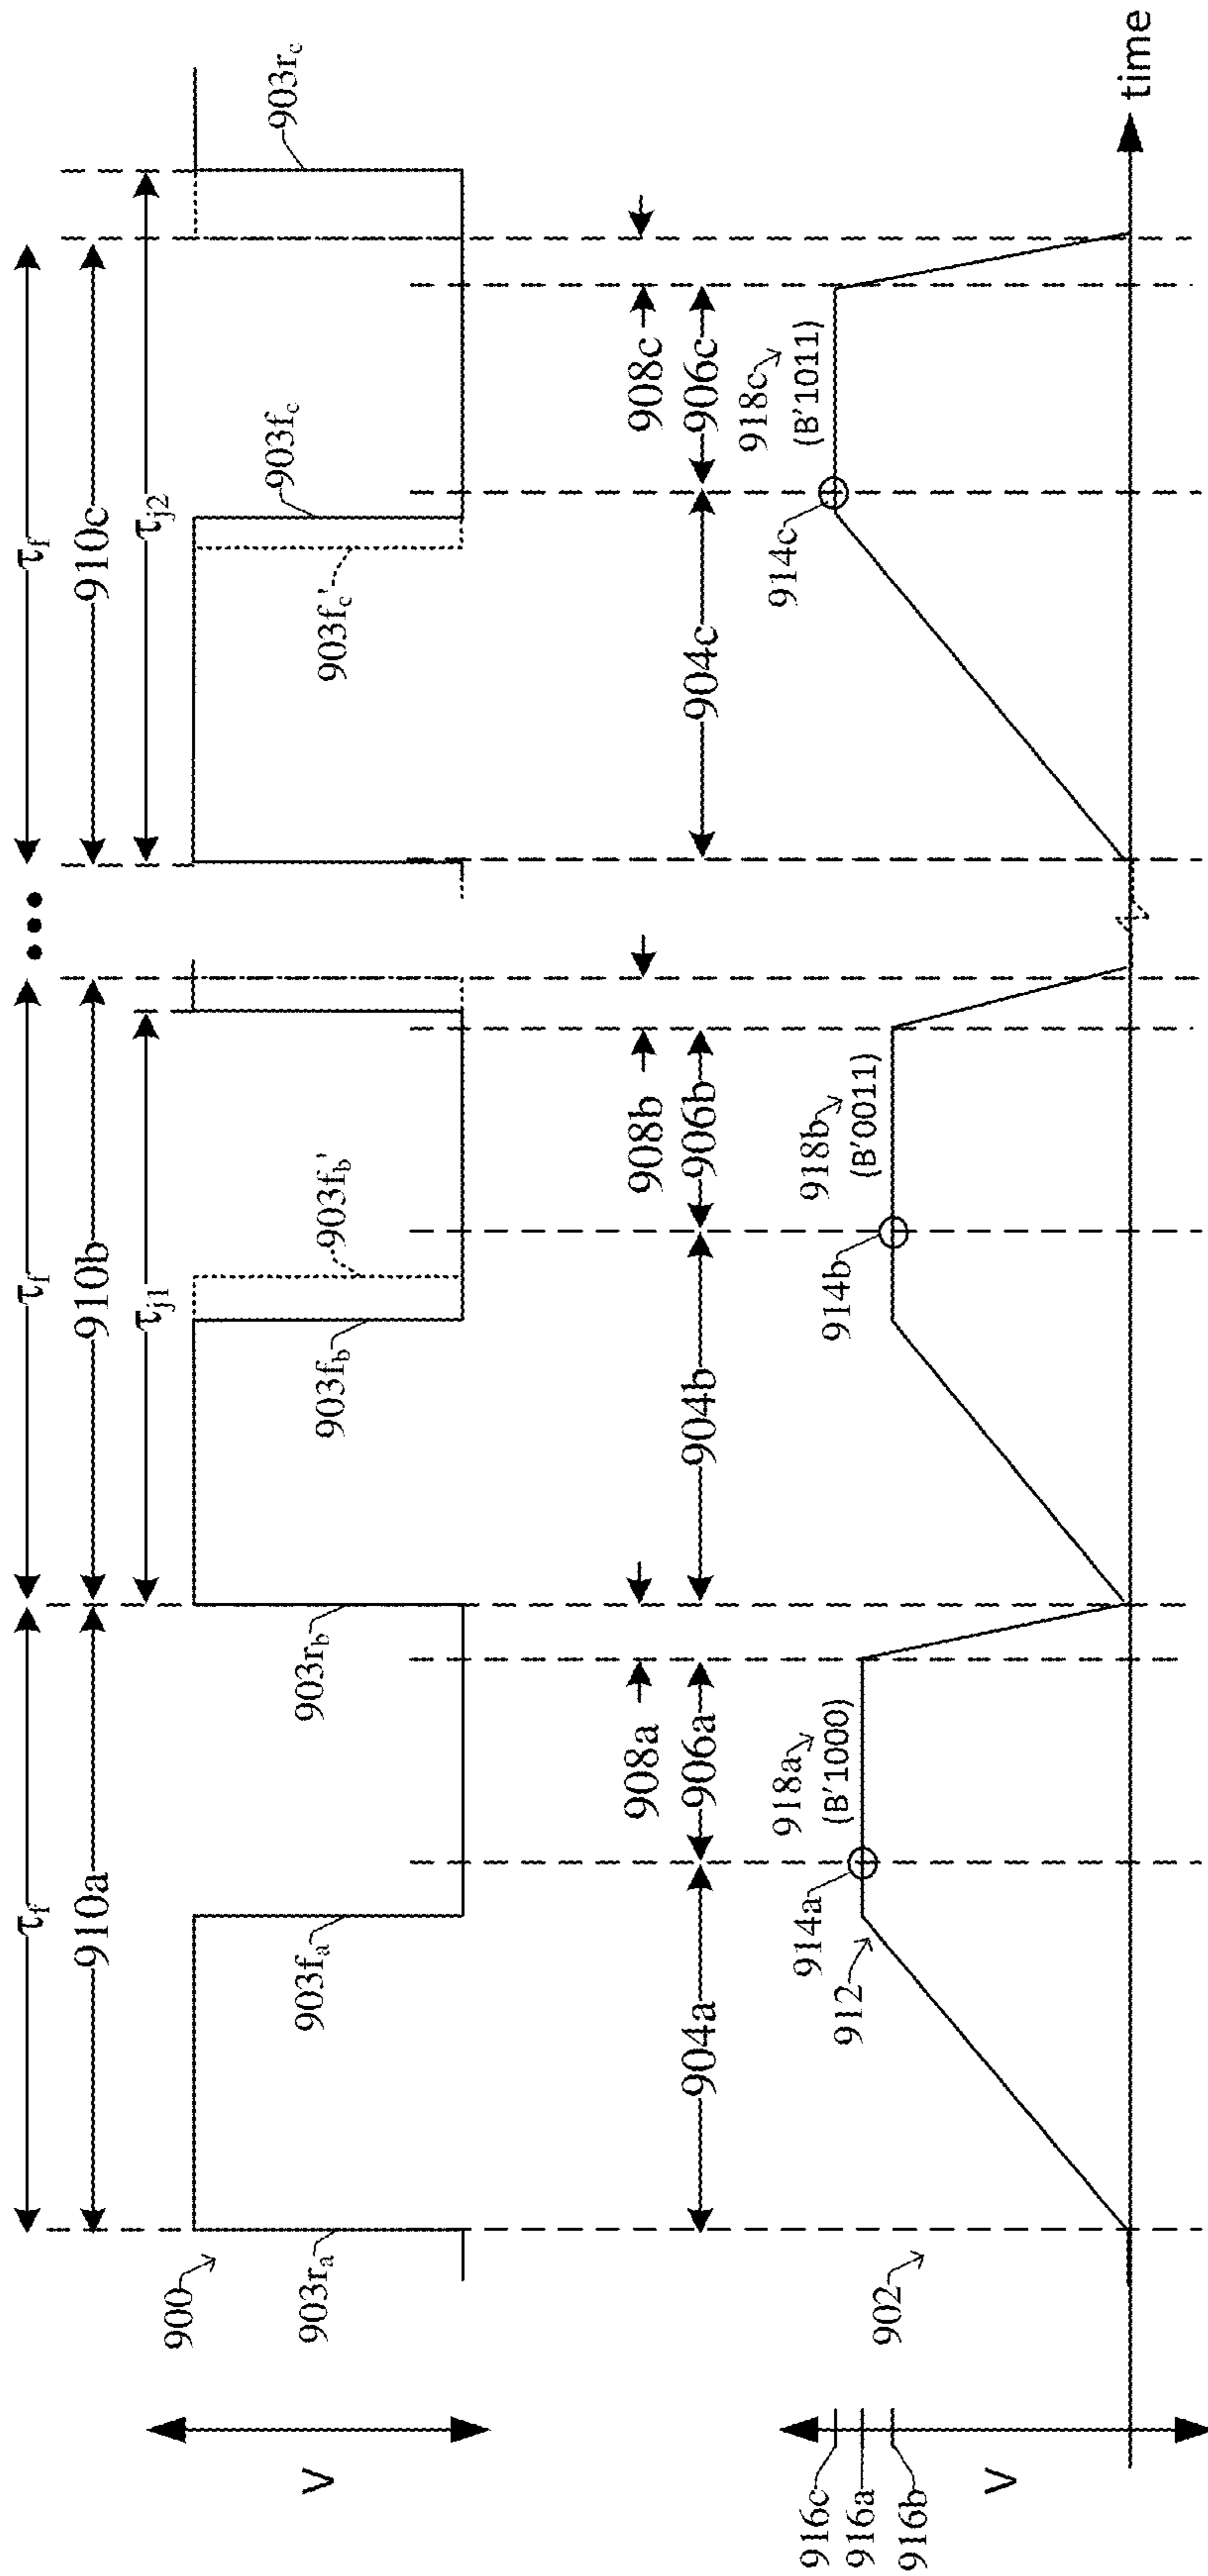 τf
τf
•••
τf
910a
910b
910c
τj1
τj2
900
V
903ra
903fa
903rb
903fb
903fb'
903fc'
903fc
903rc
908a
908b
908c
904a
906a
904b
906b
904c
906c
902
916c
916a
916b
V
912
914a
918a
(B'1000)
914b
918b
(B'0011)
914c
918c
(B'1011)
time